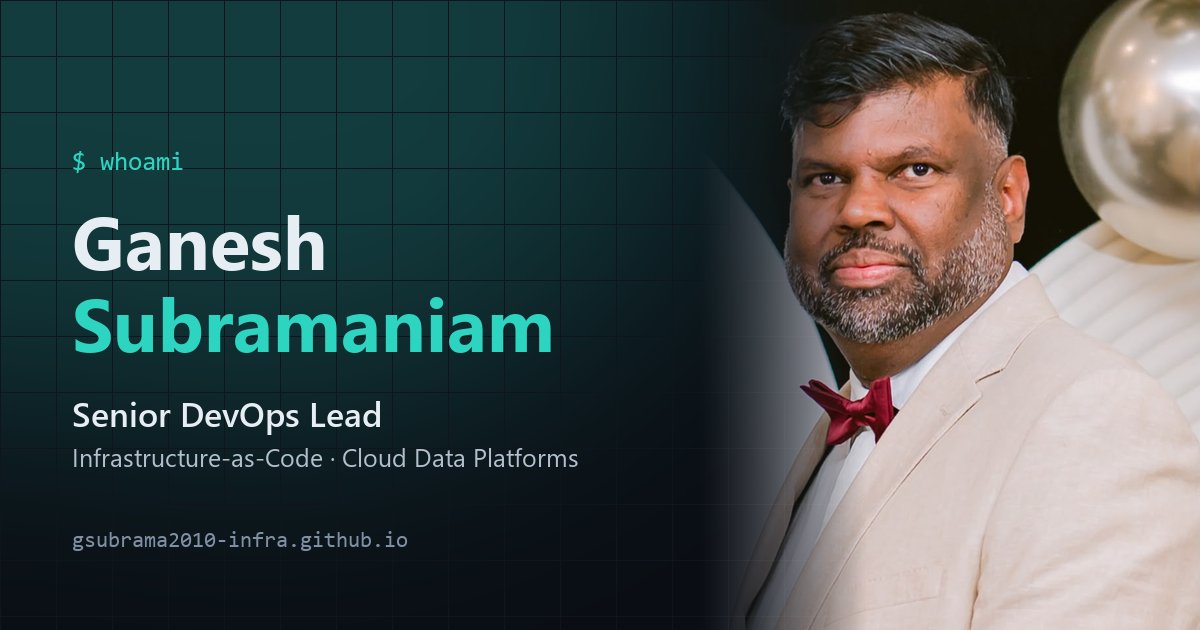 $ whoami
Ganesh
Subramaniam
Senior DevOps Lead
Infrastructure-as-Code · Cloud Data Platforms
gsubrama2010-infra.github.io